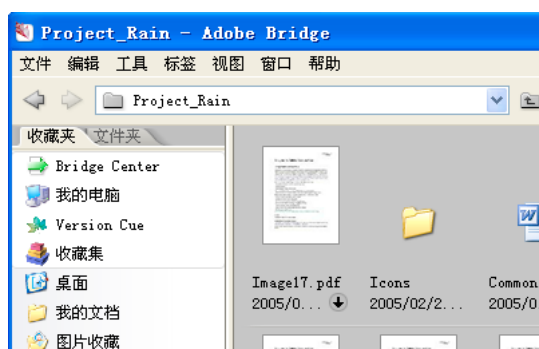 Project_Rain - Adobe Bridge
文件 编辑 工具 标签 视图 窗口 帮助
Project_Rain
收藏夹 文件夹
Bridge Center
我的电脑
Version Cue
收藏集
桌面
我的文档
图片收藏
Image17.pdf Icons Common
2005/0... 2005/02/2... 2005/0